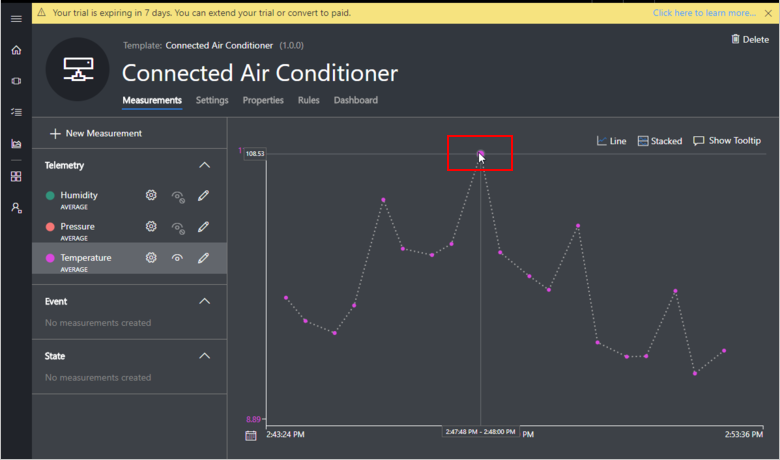 Your trial is expiring in 7 days. You can extend your trial or convert to paid.
Click here to learn more...
Delete
Template: Connected Air Conditioner (1.0.0)
Connected Air Conditioner
Measurements Settings Properties Rules Dashboard
New Measurement
Telemetry
Humidity
AVERAGE
Pressure
AVERAGE
Temperature
AVERAGE
Event
No measurements created
State
No measurements created
Line Stacked Show Tooltip
108.53
8.89
2:43:24 PM
2:47:48 PM - 2:48:00 PM
PM
2:53:36 PM